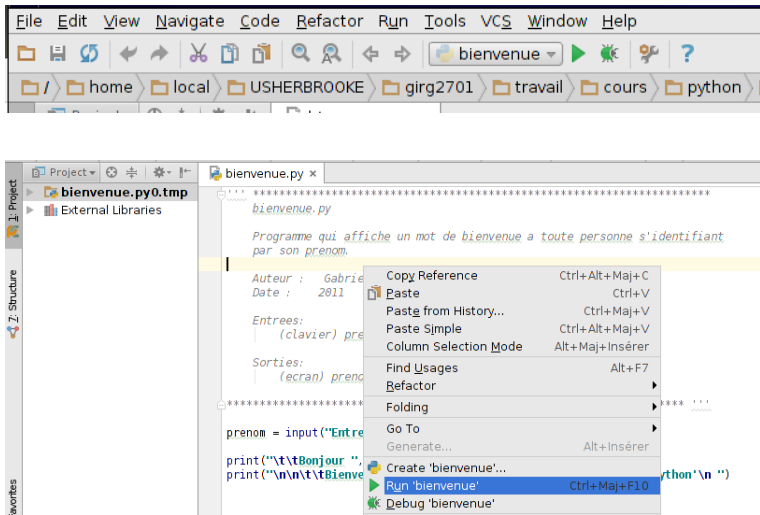 File Edit View Navigate Code Refactor Run Tools VCS Window Help
bienvenue
/ home local USHERBROOKE girg2701 travail cours python
Project bienvenue.py ×
1: Project
bienvenue.py0.tmp
External Libraries
7: Structure
''' **********************************************************************
bienvenue.py
Programme qui affiche un mot de bienvenue a toute personne s'identifiant
par son prenom.
Auteur : Gabrie
Date : 2011
Entrees:
(clavier) pre
Sorties:
(ecran) preno
********************* **** '''
prenom = input("Entre
print("\t\tBonjour ",
print("\n\n\t\tBienve ython'\n ")
Copy Reference Ctrl+Alt+Maj+C
Paste Ctrl+V
Paste from History... Ctrl+Maj+V
Paste Simple Ctrl+Alt+Maj+V
Column Selection Mode Alt+Maj+Insérer
Find Usages Alt+F7
Refactor
Folding
Go To
Generate... Alt+Insérer
Create 'bienvenue'...
Run 'bienvenue' Ctrl+Maj+F10
Debug 'bienvenue'